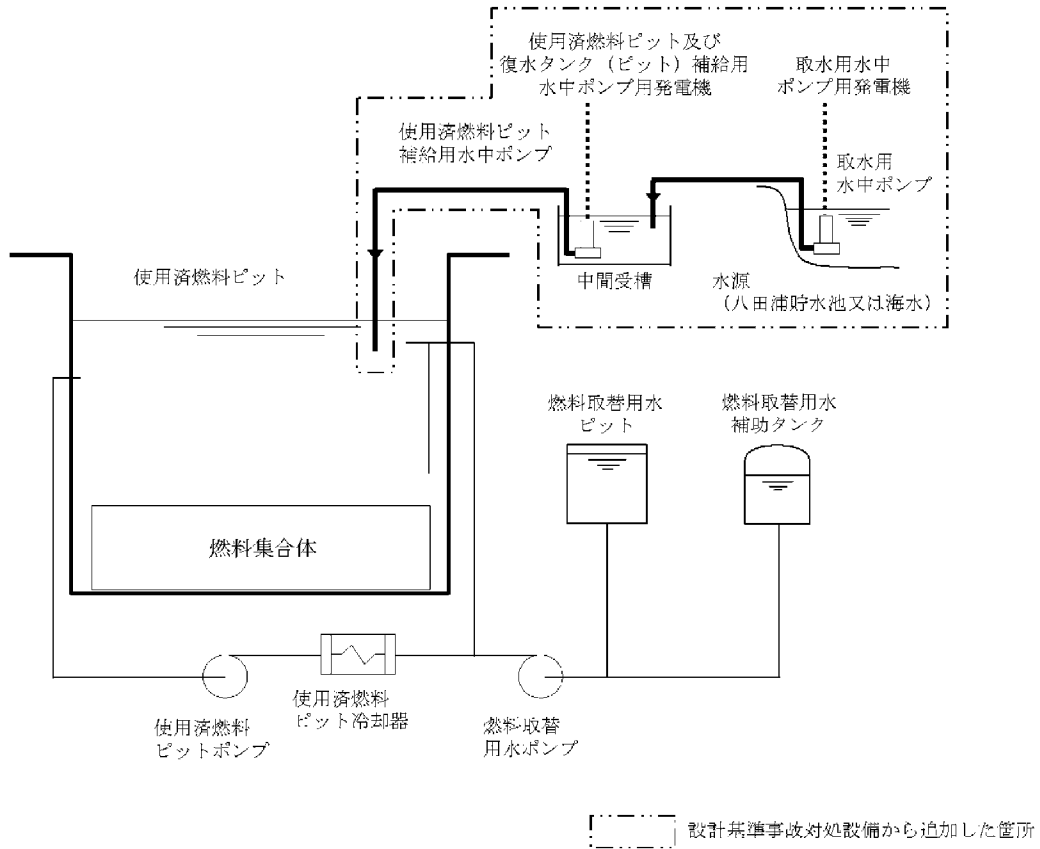 使用済燃料ピット及び
復水タンク（ピット）補給用
水中ポンプ用発電機
取水用水中
ポンプ用発電機
使用済燃料ピット
補給用水中ポンプ
取水用
水中ポンプ
使用済燃料ピット
中間受槽
水源
（八田浦貯水池又は海水）
燃料取替用水
ピット
燃料取替用水
補助タンク
燃料集合体
使用済燃料
ピットポンプ
使用済燃料
ピット冷却器
燃料取替
用水ポンプ
設計基準事故対処設備から追加した箇所